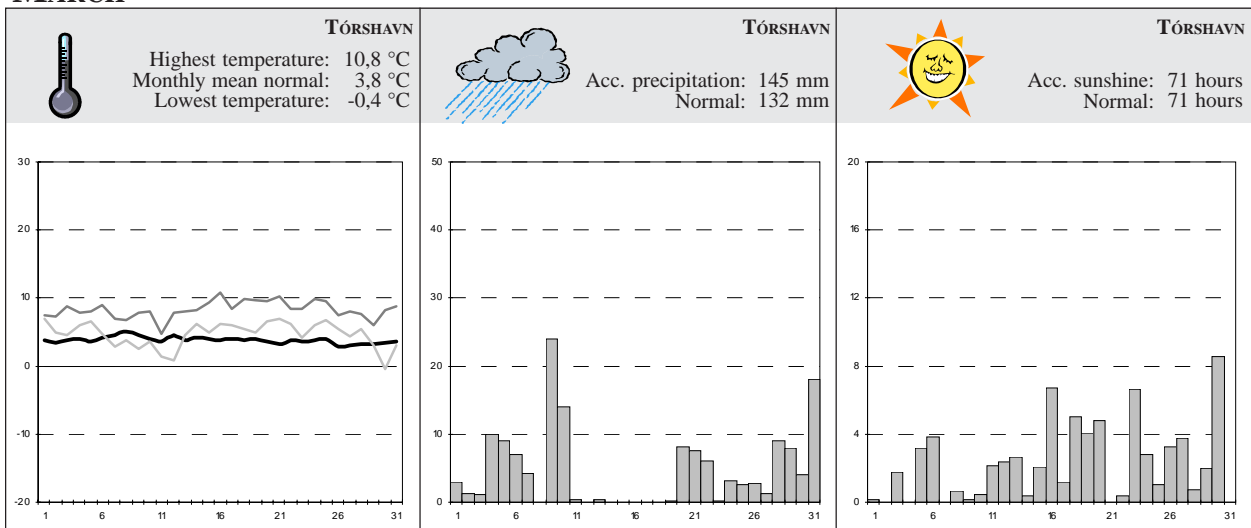 MARCH
TÓRSHAVN
Highest temperature: 10,8 °C
Monthly mean normal: 3,8 °C
Lowest temperature: -0,4 °C
30
20
10
0
-10
-20
1 6 11 16 21 26 31
TÓRSHAVN
Acc. precipitation: 145 mm
Normal: 132 mm
50
40
30
20
10
0
1 6 11 16 21 26 31
TÓRSHAVN
Acc. sunshine: 71 hours
Normal: 71 hours
20
16
12
8
4
0
1 6 11 16 21 26 31